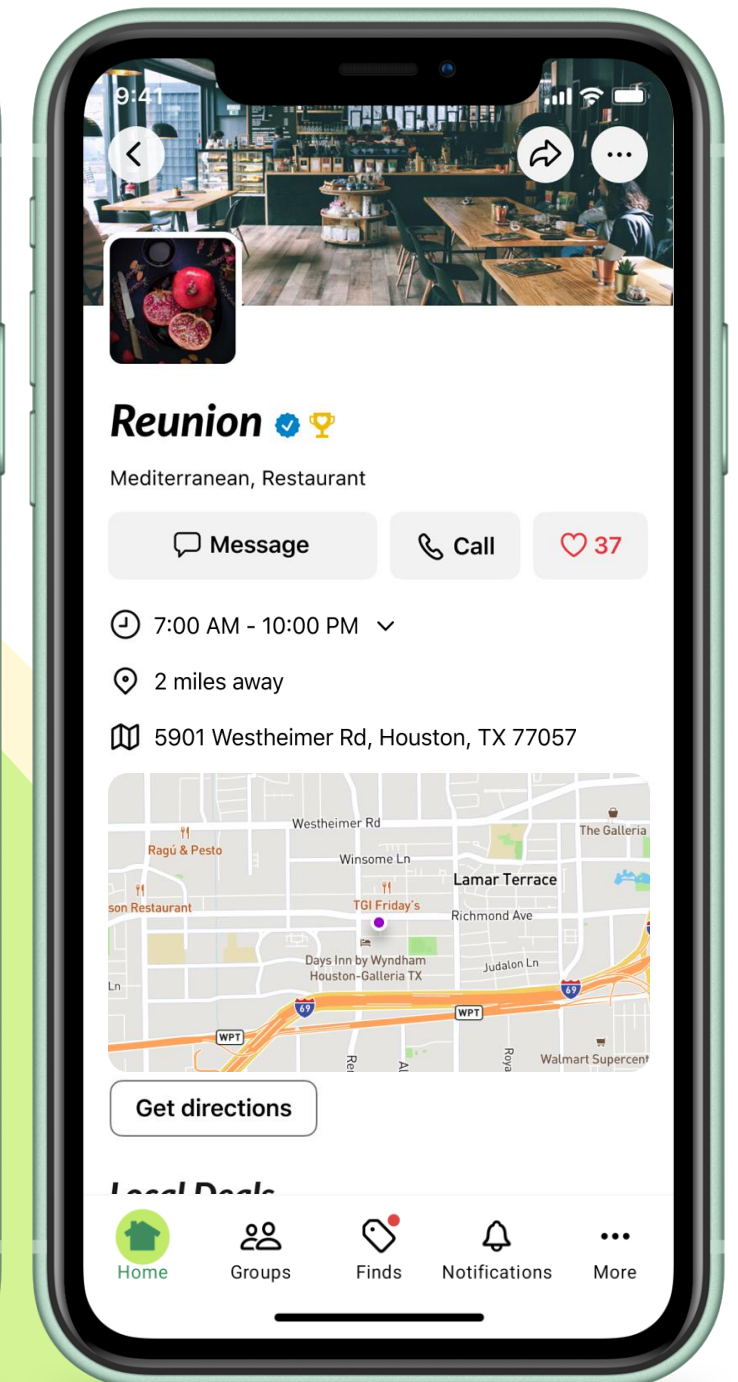 9:41
Reunion
Mediterranean, Restaurant
Message
Call
37
7:00 AM - 10:00 PM
2 miles away
5901 Westheimer Rd, Houston, TX 77057
Westheimer Rd
The Galleria
Ragú & Pesto
Winsome Ln
Lamar Terrace
son Restaurant
TGI Friday's
Richmond Ave
Days Inn by Wyndham
Houston-Galleria TX
Judalon Ln
Ln
69
69
WPT
WPT
Walmart Supercent
Roya
Get directions
Local Deals
Home
Groups
Finds
Notifications
More